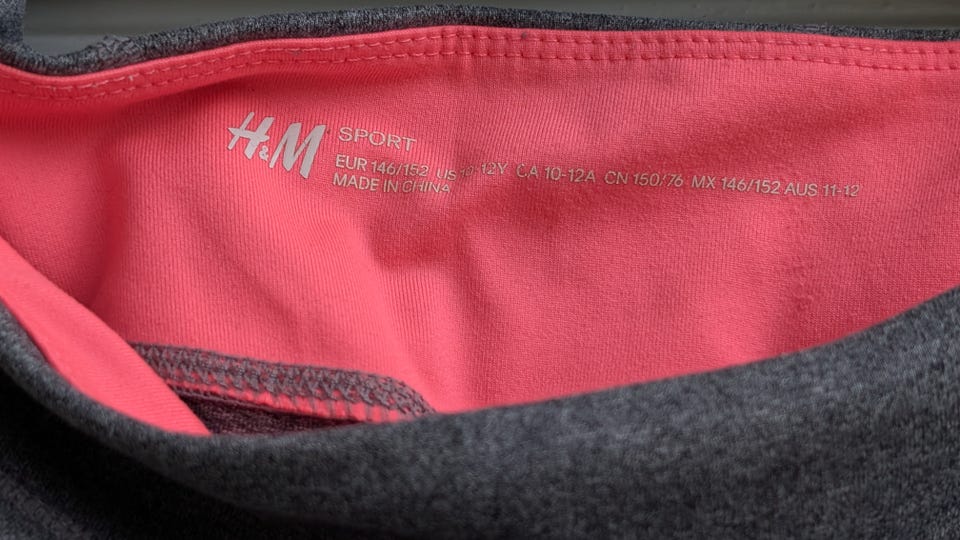 H&M SPORT
EUR 146/152 US 10-12Y CA 10-12A CN 150/76 MX 146/152 AUS 11-12
MADE IN CHINA